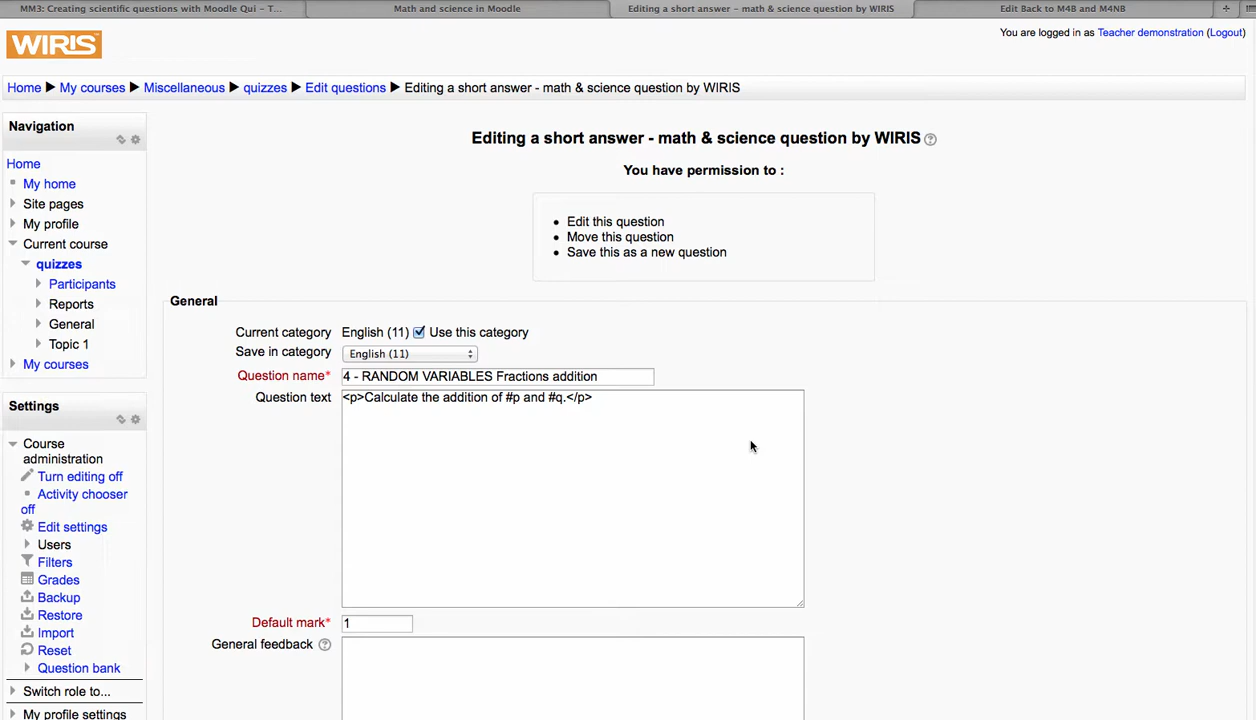 MM3: Creating scientific questions with Moodle Qui – T...
Math and science in Moodle
Editing a short answer – math & science question by WIRIS
Edit Back to M4B and M4NB
+
WIRIS
You are logged in as Teacher demonstration (Logout)
Home ► My courses ► Miscellaneous ► quizzes ► Edit questions ► Editing a short answer - math & science question by WIRIS
Navigation
Home
My home
Site pages
My profile
Current course
quizzes
Participants
Reports
General
Topic 1
My courses
Settings
Course
administration
Turn editing off
Activity chooser
off
Edit settings
Users
Filters
Grades
Backup
Restore
Import
Reset
Question bank
Switch role to...
My profile settings
Editing a short answer - math & science question by WIRIS
You have permission to :
Edit this question
Move this question
Save this as a new question
General
Current category English (11) Use this category
Save in category English (11)
Question name* 4 - RANDOM VARIABLES Fractions addition
Question text <p>Calculate the addition of #p and #q.</p>
Default mark* 1
General feedback